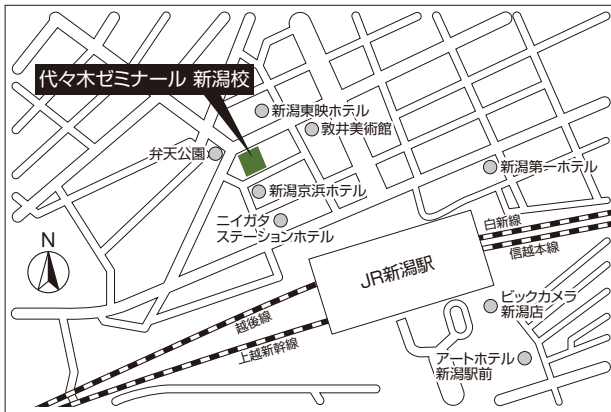 代々木ゼミナール 新潟校
新潟東映ホテル
敦井美術館
弁天公園
新潟第一ホテル
新潟京浜ホテル
ニイガタ
ステーションホテル
白新線
信越本線
N
JR新潟駅
ビックカメラ
新潟店
越後線
上越新幹線
アートホテル
新潟駅前